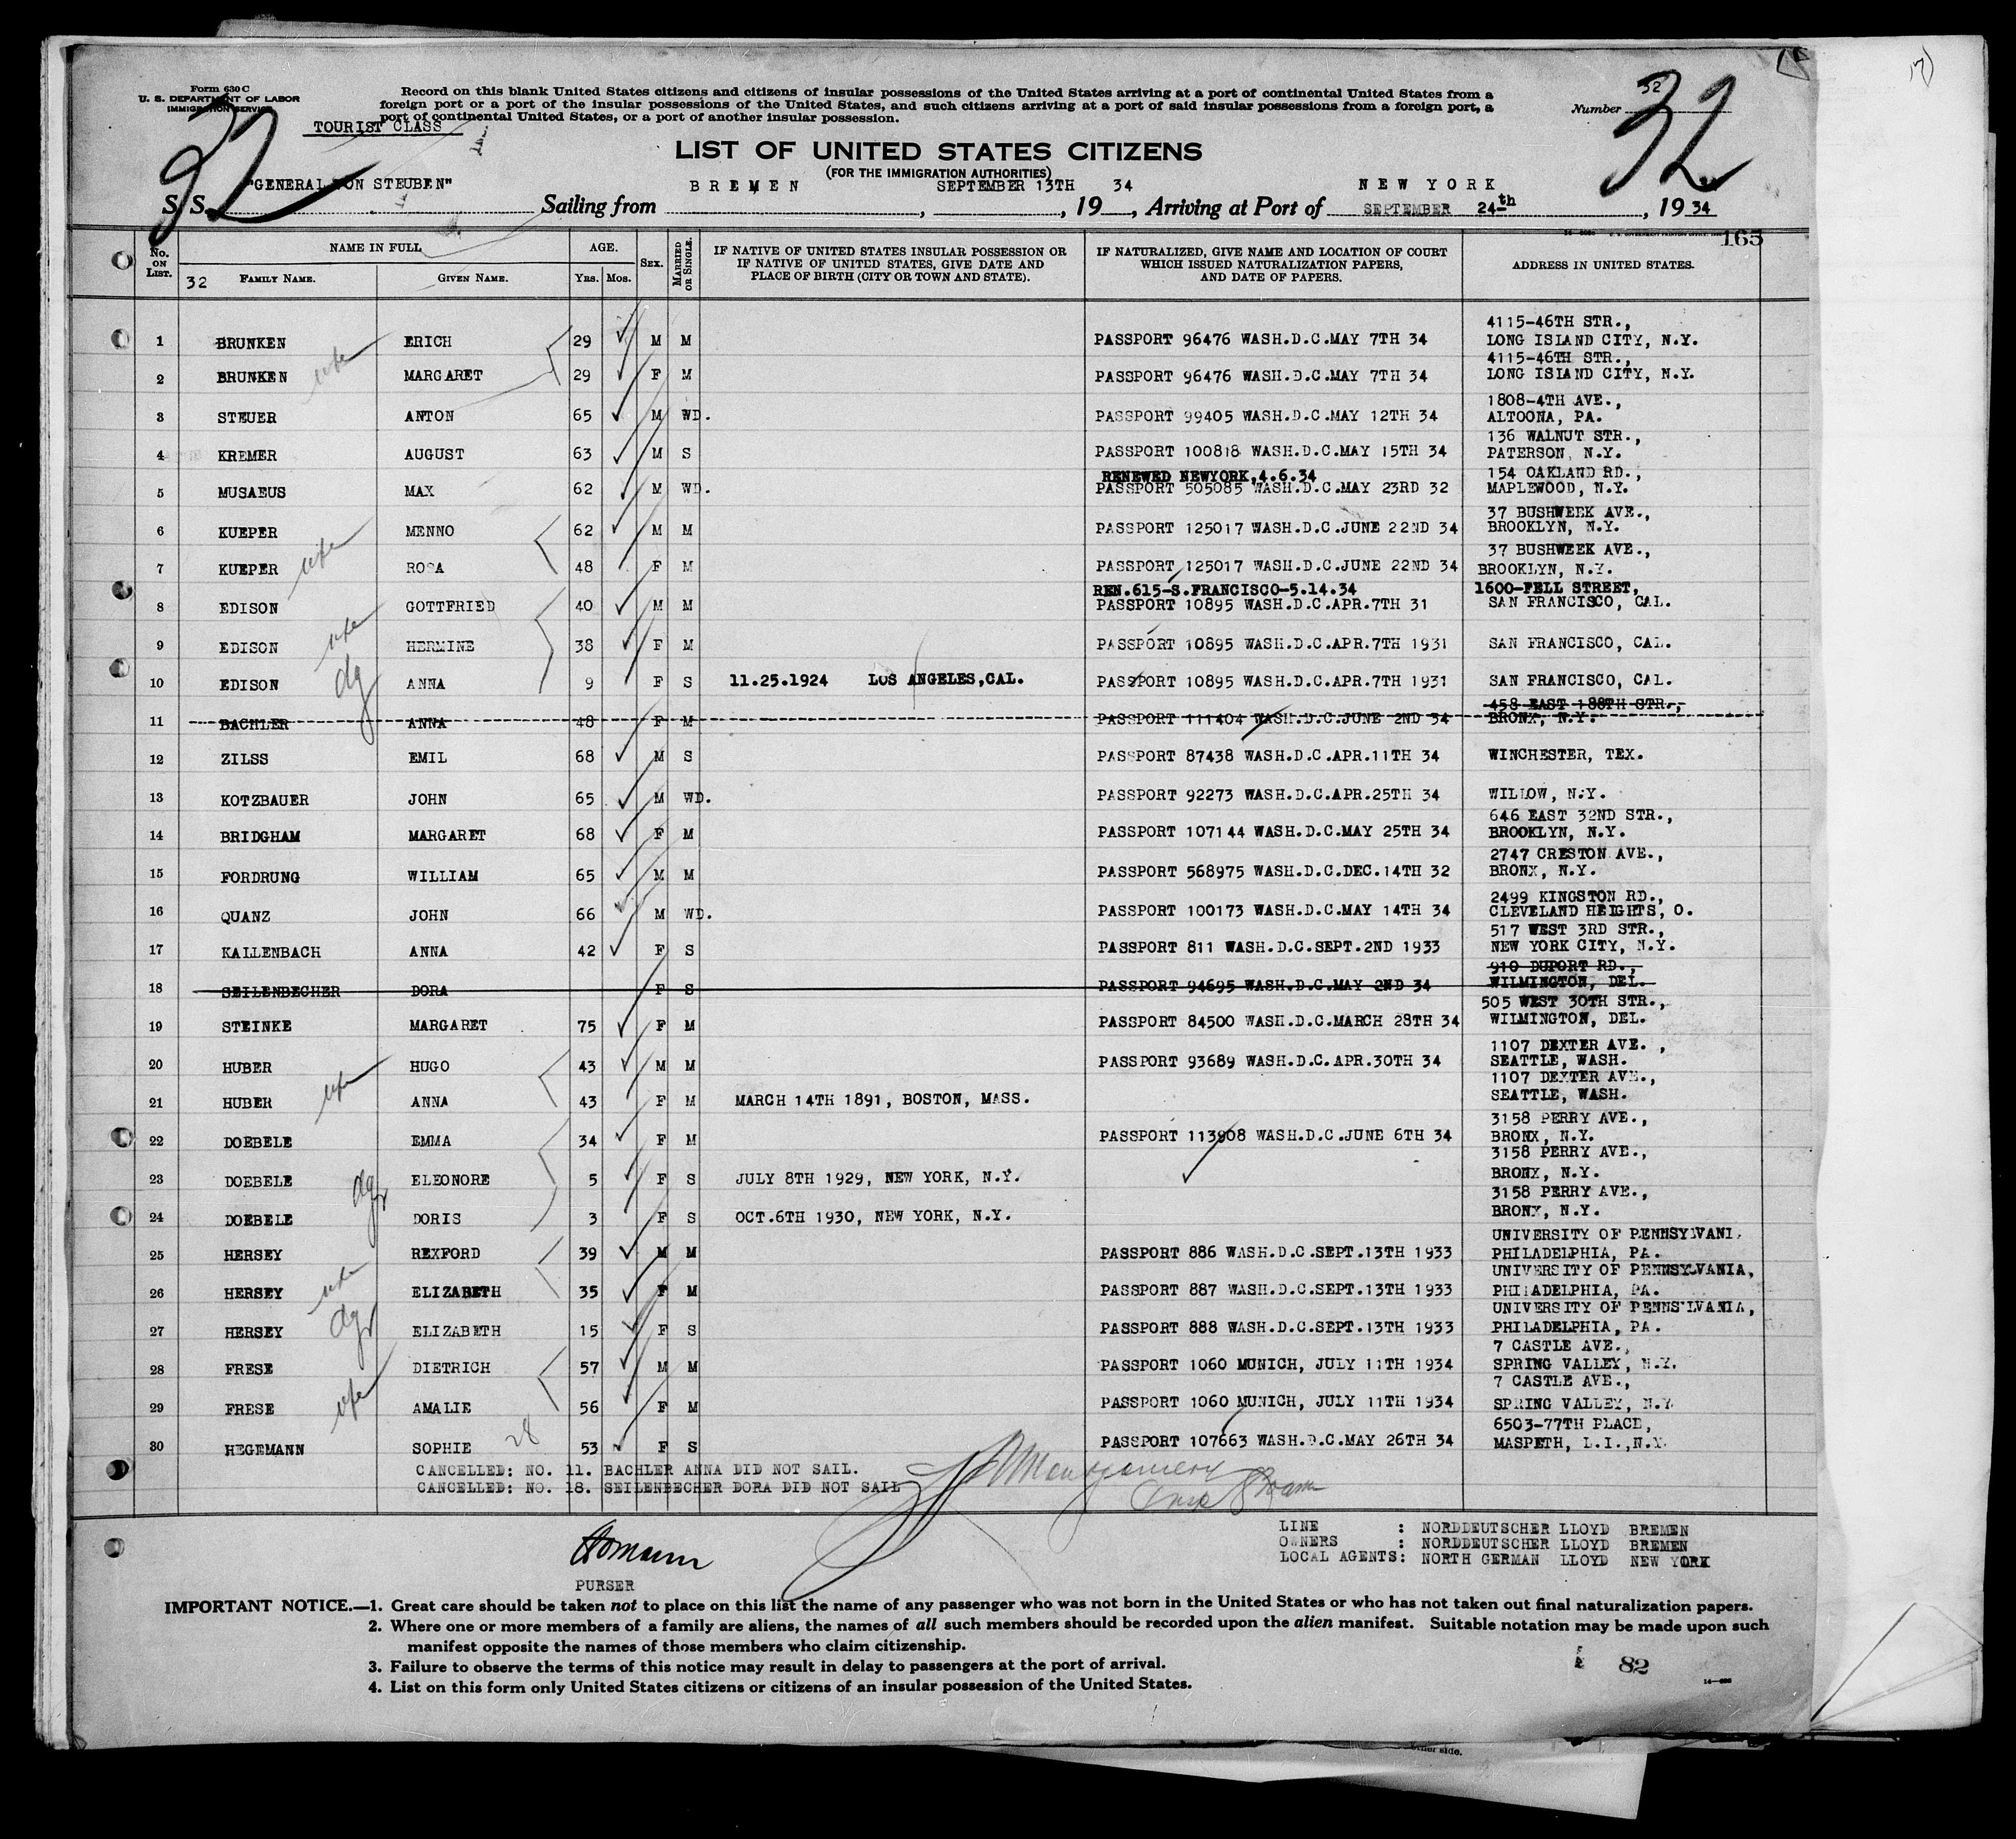 Form 630 C
U. S. DEPARTMENT OF LABOR
IMMIGRATION SERVICE
TOURIST CLASS
Record on this blank United States citizens and citizens of insular possessions of the United States arriving at a port of continental United States from a
foreign port or a port of the insular possessions of the United States, and such citizens arriving at a port of said insular possessions from a foreign port, a
port of continental United States, or a port of another insular possession.
Number 32
32
32
LIST OF UNITED STATES CITIZENS
(FOR THE IMMIGRATION AUTHORITIES)
S. S. "GENERAL VON STEUBEN" Sailing from BREMEN, SEPTEMBER 13TH, 19 34, Arriving at Port of NEW YORK SEPTEMBER 24th, 19 34
165
No. ON LIST. NAME IN FULL AGE. SEX. MARRIED OR SINGLE. IF NATIVE OF UNITED STATES INSULAR POSSESSION OR IF NATIVE OF UNITED STATES, GIVE DATE AND PLACE OF BIRTH (CITY OR TOWN AND STATE). IF NATURALIZED, GIVE NAME AND LOCATION OF COURT WHICH ISSUED NATURALIZATION PAPERS, AND DATE OF PAPERS. ADDRESS IN UNITED STATES.
32 FAMILY NAME. GIVEN NAME. Yrs. Mos.
1 BRUNKEN ERICH 29 M M PASSPORT 96476 WASH.D.C.MAY 7TH 34 4115-46TH STR., LONG ISLAND CITY, N.Y.
2 BRUNKEN wife MARGARET 29 F M PASSPORT 96476 WASH.D.C.MAY 7TH 34 4115-46TH STR., LONG ISLAND CITY, N.Y.
3 STEUER ANTON 65 M WD. PASSPORT 99405 WASH.D.C.MAY 12TH 34 1808-4TH AVE., ALTOONA, PA.
4 KREMER AUGUST 63 M S PASSPORT 100818 WASH.D.C.MAY 15TH 34 136 WALNUT STR., PATERSON, N.Y.
5 MUSAEUS MAX 62 M WD. RENEWED NEWYORK,4.6.34 PASSPORT 505085 WASH.D.C.MAY 23RD 32 154 OAKLAND RD., MAPLEWOOD, N.Y.
6 KUEPER MENNO 62 M M PASSPORT 125017 WASH.D.C.JUNE 22ND 34 37 BUSHWEEK AVE., BROOKLYN, N.Y.
7 KUEPER wife ROSA 48 F M PASSPORT 125017 WASH.D.C.JUNE 22ND 34 37 BUSHWEEK AVE., BROOKLYN, N.Y.
8 EDISON GOTTFRIED 40 M M REN.615-S.FRANCISCO-5.14.34 PASSPORT 10895 WASH.D.C.APR.7TH 31 1600-FELL STREET, SAN FRANCISCO, CAL.
9 EDISON wife HERMINE 38 F M PASSPORT 10895 WASH.D.C.APR.7TH 1931 SAN FRANCISCO, CAL.
10 EDISON dg ANNA 9 F S 11.25.1924 LOS ANGELES,CAL. PASSPORT 10895 WASH.D.C.APR.7TH 1931 SAN FRANCISCO, CAL.
11 BACHLER ANNA 48 F M PASSPORT 111404 WASH.D.C.JUNE 2ND 34 458 EAST 188TH STR., BRONX, N.Y.
12 ZILSS EMIL 68 M S PASSPORT 87438 WASH.D.C.APR.11TH 34 WINCHESTER, TEX.
13 KOTZBAUER JOHN 65 M WD. PASSPORT 92273 WASH.D.C.APR.25TH 34 WILLOW, N.Y.
14 BRIDGHAM MARGARET 68 F M PASSPORT 107144 WASH.D.C.MAY 25TH 34 646 EAST 32ND STR., BROOKLYN, N.Y.
15 FORDRUNG WILLIAM 65 M M PASSPORT 568975 WASH.D.C.DEC.14TH 32 2747 CRESTON AVE., BRONX, N.Y.
16 QUANZ JOHN 66 M WD. PASSPORT 100173 WASH.D.C.MAY 14TH 34 2499 KINGSTON RD., CLEVELAND HEIGHTS, O.
17 KALLENBACH ANNA 42 F S PASSPORT 811 WASH.D.C.SEPT.2ND 1933 517 WEST 3RD STR., NEW YORK CITY, N.Y.
18 SEILENBECHER DORA F S PASSPORT 94695 WASH.D.C.MAY 2ND 34 910 DUPORT RD., WILMINGTON, DEL.
19 STEINKE MARGARET 75 F M PASSPORT 84500 WASH.D.C.MARCH 28TH 34 505 WEST 30TH STR., WILMINGTON, DEL.
20 HUBER HUGO 43 M M PASSPORT 93689 WASH.D.C.APR.30TH 34 1107 DEXTER AVE. , SEATTLE, WASH.
21 HUBER wife ANNA 43 F M MARCH 14TH 1891, BOSTON, MASS. 1107 DEXTER AVE., SEATTLE, WASH.
22 DOEBELE EMMA 34 F M PASSPORT 113908 WASH.D.C.JUNE 6TH 34 3158 PERRY AVE., BRONX, N.Y.
23 DOEBELE dg ELEONORE 5 F S JULY 8TH 1929, NEW YORK, N.Y. 3158 PERRY AVE., BRONX, N.Y.
24 DOEBELE DORIS 3 F S OCT.6TH 1930, NEW YORK, N.Y. 3158 PERRY AVE., BRONX, N.Y.
25 HERSEY REXFORD 39 M M PASSPORT 886 WASH.D.C.SEPT.13TH 1933 UNIVERSITY OF PENNSYLVANI, PHILADELPHIA, PA.
26 HERSEY wife ELIZABETH 35 F M PASSPORT 887 WASH.D.C.SEPT.13TH 1933 UNIVERSITY OF PENNSYLVANIA, PHILADELPHIA, PA.
27 HERSEY dg ELIZABETH 15 F S PASSPORT 888 WASH.D.C.SEPT.13TH 1933 UNIVERSITY OF PENNSYLVANIA, PHILADELPHIA, PA.
28 FRESE DIETRICH 57 M M PASSPORT 1060 MUNICH, JULY 11TH 1934 7 CASTLE AVE., SPRING VALLEY, N.Y.
29 FRESE wife AMALIE 56 F M PASSPORT 1060 MUNICH, JULY 11TH 1934 7 CASTLE AVE., SPRING VALLEY, N.Y.
30 HEGEMANN SOPHIE 28 53 F S PASSPORT 107663 WASH.D.C.MAY 26TH 34 6503-77TH PLACE, MASPETH, L.I.,N.Y.
CANCELLED: NO. 11. BACHLER ANNA DID NOT SAIL.
CANCELLED: NO. 18. SEILENBECHER DORA DID NOT SAIL
Montgomery
PURSER
LINE : NORDDEUTSCHER LLOYD BREMEN
OWNERS : NORDDEUTSCHER LLOYD BREMEN
LOCAL AGENTS: NORTH GERMAN LLOYD NEW YORK
IMPORTANT NOTICE.—1. Great care should be taken not to place on this list the name of any passenger who was not born in the United States or who has not taken out final naturalization papers.
2. Where one or more members of a family are aliens, the names of all such members should be recorded upon the alien manifest. Suitable notation may be made upon such
manifest opposite the names of those members who claim citizenship.
3. Failure to observe the terms of this notice may result in delay to passengers at the port of arrival.
4. List on this form only United States citizens or citizens of an insular possession of the United States.
82
other side.